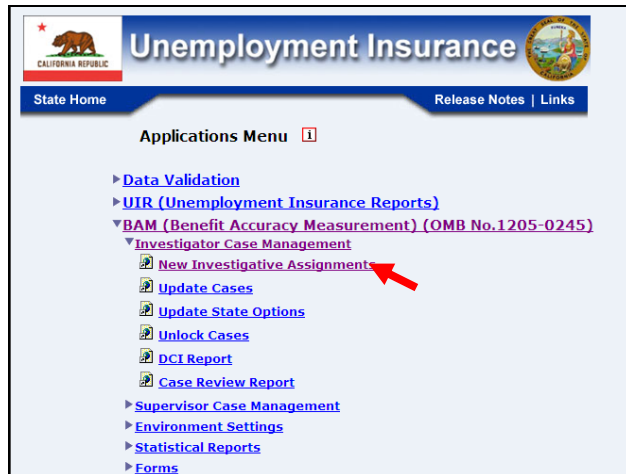 CALIFORNIA REPUBLIC
Unemployment Insurance
State Home
Release Notes | Links
Applications Menu i
Data Validation
UIR (Unemployment Insurance Reports)
BAM (Benefit Accuracy Measurement) (OMB No.1205-0245)
Investigator Case Management
New Investigative Assignments
Update Cases
Update State Options
Unlock Cases
DCI Report
Case Review Report
Supervisor Case Management
Environment Settings
Statistical Reports
Forms